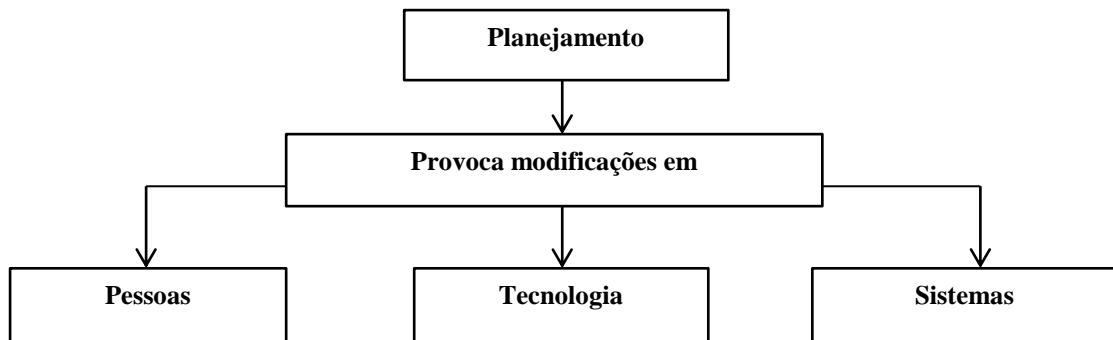 Planejamento
Provoca modificações em
Pessoas
Tecnologia
Sistemas